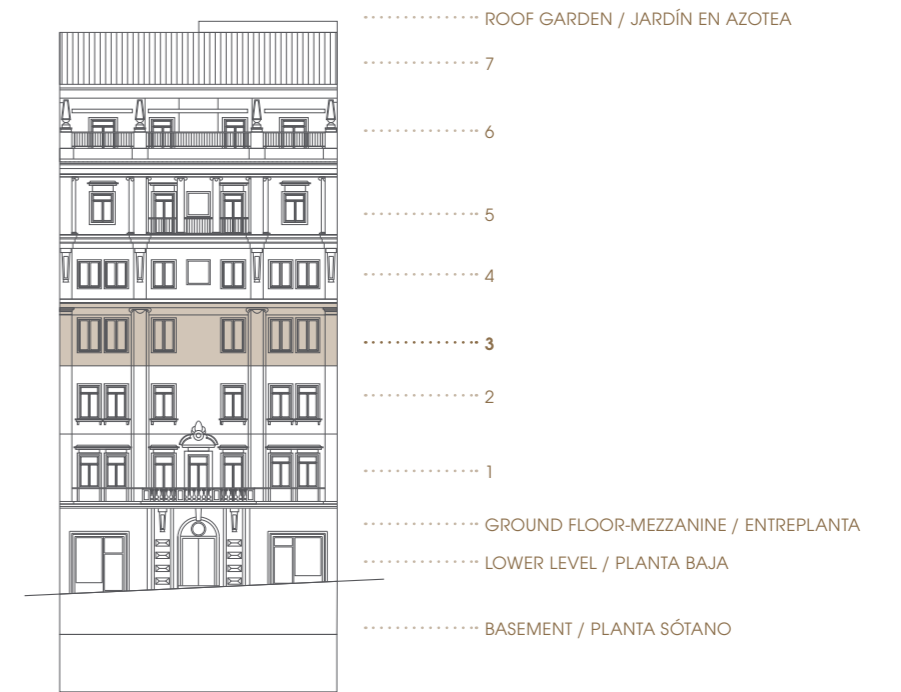 ROOF GARDEN / JARDÍN EN AZOTEA
7
6
5
4
3
2
1
GROUND FLOOR-MEZZANINE / ENTREPLANTA
LOWER LEVEL / PLANTA BAJA
BASEMENT / PLANTA SÓTANO